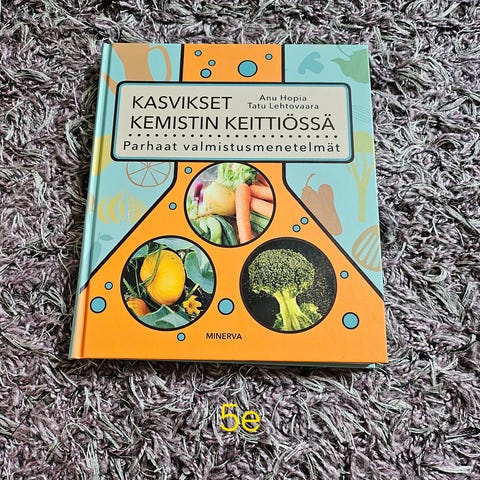 Anu Hopia
Tatu Lehtovaara
KASVIKSET
KEMISTIN KEITTIÖSSÄ
Parhaat valmistusmenetelmät
MINERVA
5e